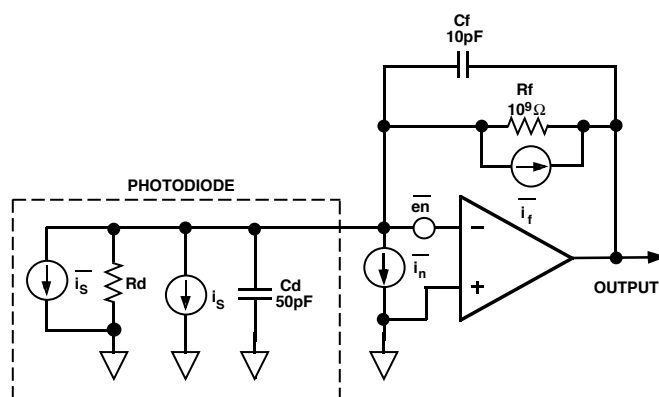 Cf
10pF
Rf
10⁹Ω
PHOTODIODE
en
if
is
Rd
is
Cd
50pF
in
−
+
OUTPUT